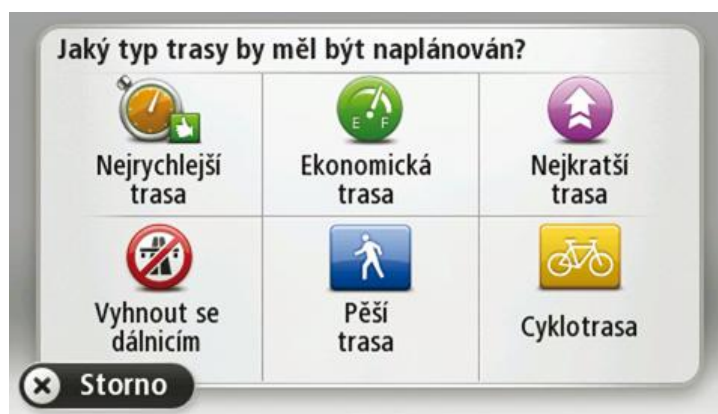 Jaký typ trasy by měl být naplánován?
E F
Nejrychlejší
trasa
Ekonomická
trasa
Nejkratší
trasa
Vyhnout se
dálnicím
Pěší
trasa
Cyklotrasa
Storno